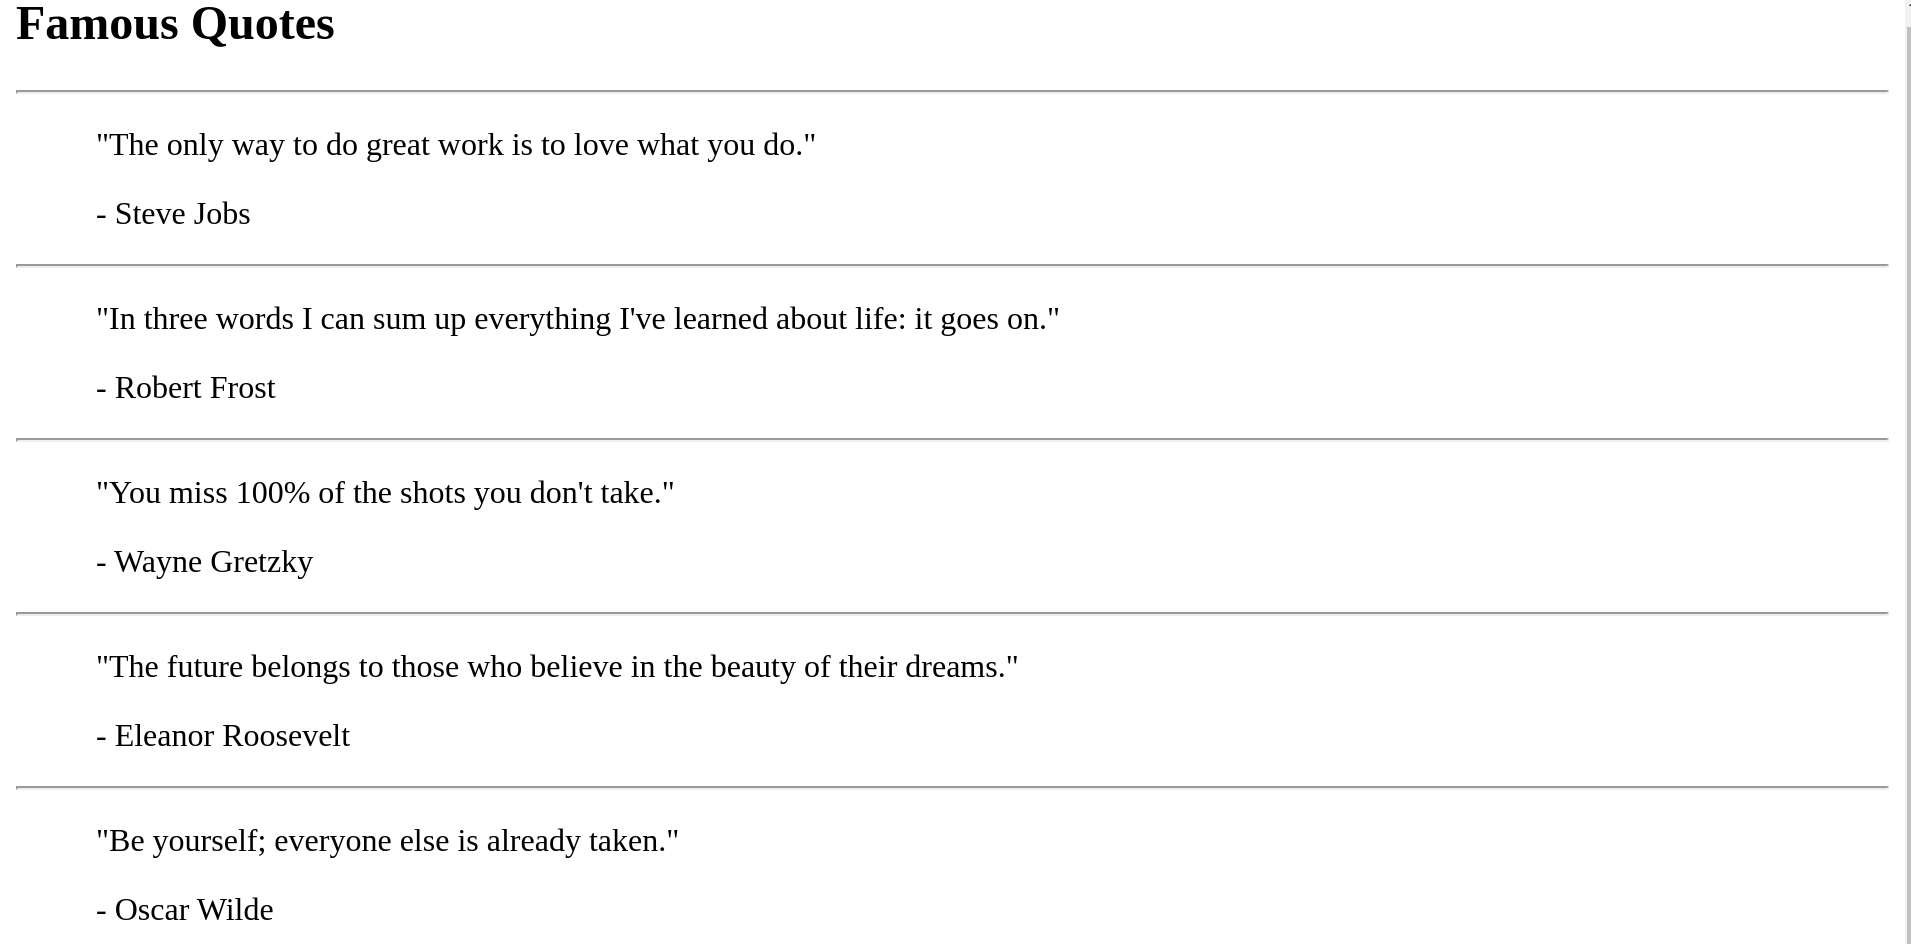 Famous Quotes
"The only way to do great work is to love what you do."
- Steve Jobs
"In three words I can sum up everything I've learned about life: it goes on."
- Robert Frost
"You miss 100% of the shots you don't take."
- Wayne Gretzky
"The future belongs to those who believe in the beauty of their dreams."
- Eleanor Roosevelt
"Be yourself; everyone else is already taken."
- Oscar Wilde